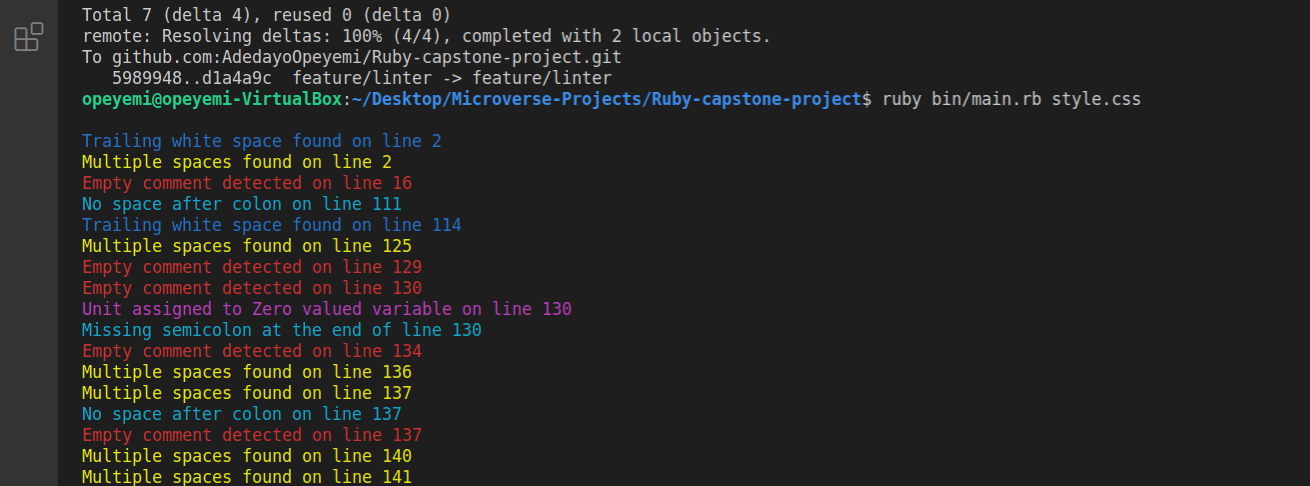 Total 7 (delta 4), reused 0 (delta 0)
remote: Resolving deltas: 100% (4/4), completed with 2 local objects.
To github.com:AdedayoOpeyemi/Ruby-capstone-project.git
   5989948..d1a4a9c  feature/linter -> feature/linter
opeyemi@opeyemi-VirtualBox:~/Desktop/Microverse-Projects/Ruby-capstone-project$ ruby bin/main.rb style.css
Trailing white space found on line 2
Multiple spaces found on line 2
Empty comment detected on line 16
No space after colon on line 111
Trailing white space found on line 114
Multiple spaces found on line 125
Empty comment detected on line 129
Empty comment detected on line 130
Unit assigned to Zero valued variable on line 130
Missing semicolon at the end of line 130
Empty comment detected on line 134
Multiple spaces found on line 136
Multiple spaces found on line 137
No space after colon on line 137
Empty comment detected on line 137
Multiple spaces found on line 140
Multiple spaces found on line 141